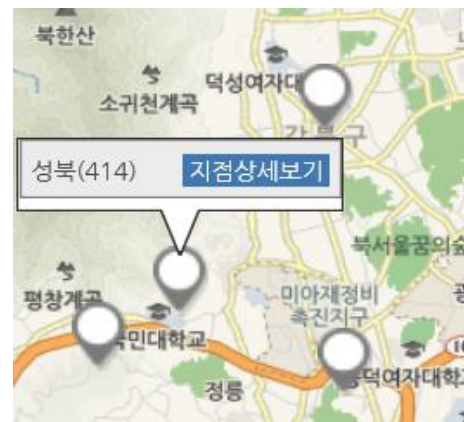 북한산
덕성여자대
소귀천계곡
강북구
성북(414) 지점상세보기
북서울꿈의숲
평창계곡
미아재정비
촉진지구
국민대학교
동덕여자대학교
정릉